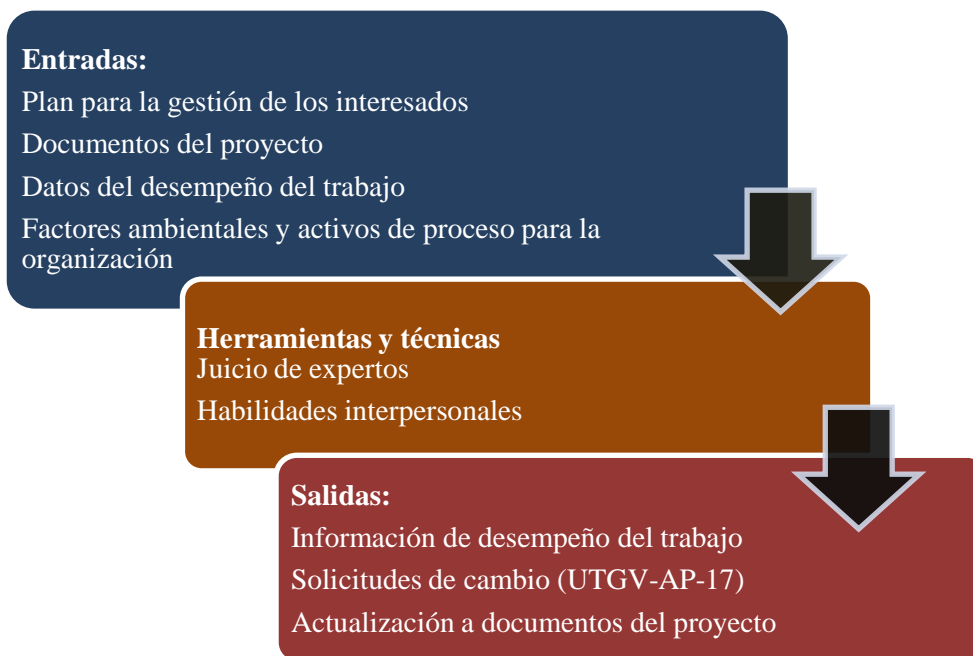 Entradas:
Plan para la gestión de los interesados
Documentos del proyecto
Datos del desempeño del trabajo
Factores ambientales y activos de proceso para la
organización
Herramientas y técnicas
Juicio de expertos
Habilidades interpersonales
Salidas:
Información de desempeño del trabajo
Solicitudes de cambio (UTGV-AP-17)
Actualización a documentos del proyecto